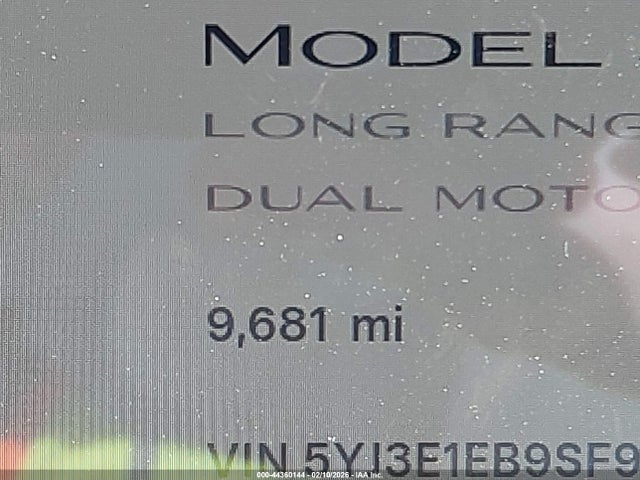 MODEL
LONG RANG
DUAL MOTO
9,681 mi
VIN 5YJ3E1EB9SF9
000-44360144 - 02/10/2026 - IAA Inc.